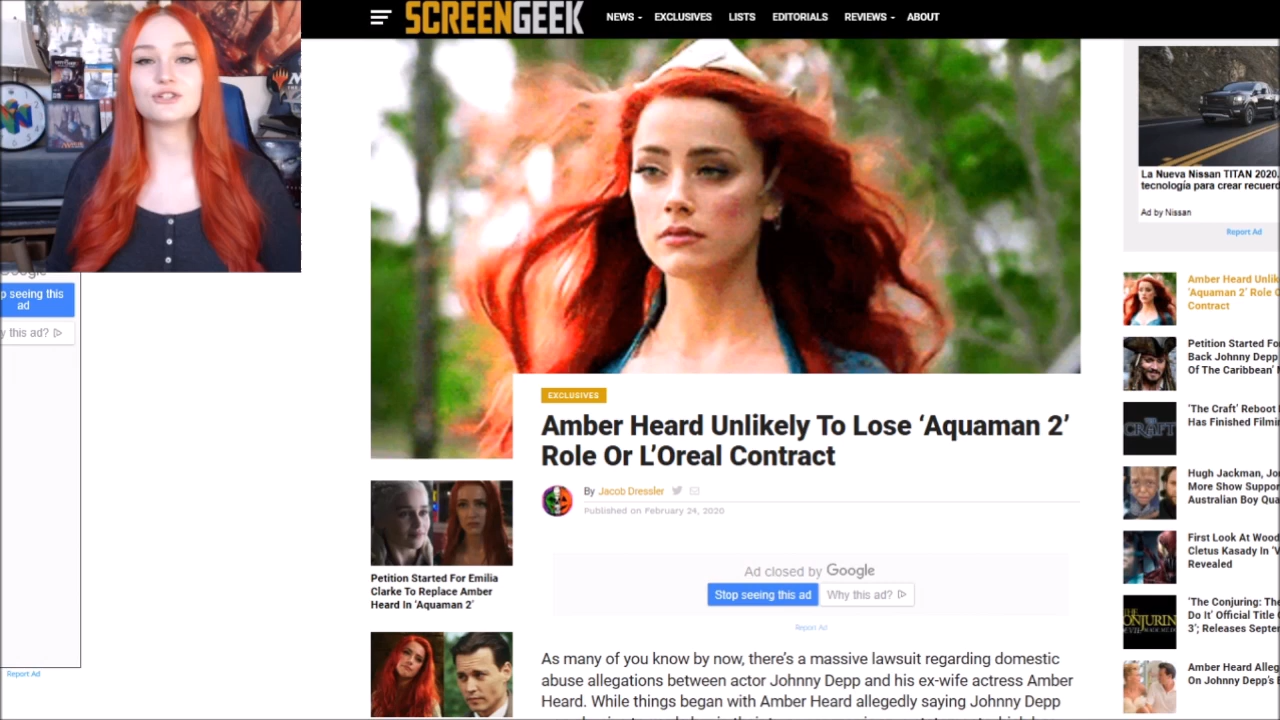 SCREENGEEK
NEWS
EXCLUSIVES
LISTS
EDITORIALS
REVIEWS
ABOUT
WANT
La Nueva Nissan TITAN 2020.
tecnología para crear recuerd
Ad by Nissan
Report Ad
Google
p seeing this
ad
y this ad?
Report Ad
EXCLUSIVES
Amber Heard Unlikely To Lose ‘Aquaman 2’
Role Or L’Oreal Contract
By Jacob Dressler
Published on February 24, 2020
Ad closed by Google
Stop seeing this ad
Why this ad?
Report Ad
As many of you know by now, there’s a massive lawsuit regarding domestic
abuse allegations between actor Johnny Depp and his ex-wife actress Amber
Heard. While things began with Amber Heard allegedly saying Johnny Depp
Petition Started For Emilia
Clarke To Replace Amber
Heard In ‘Aquaman 2’
Amber Heard Unlik
‘Aquaman 2’ Role O
Contract
Petition Started Fo
Back Johnny Depp
Of The Caribbean’
‘The Craft’ Reboot
Has Finished Filmi
Hugh Jackman, Jo
More Show Suppor
Australian Boy Qua
First Look At Wood
Cletus Kasady In ‘V
Revealed
‘The Conjuring: The
Do It’ Official Title
3’; Releases Septe
Amber Heard Alleg
On Johnny Depp’s